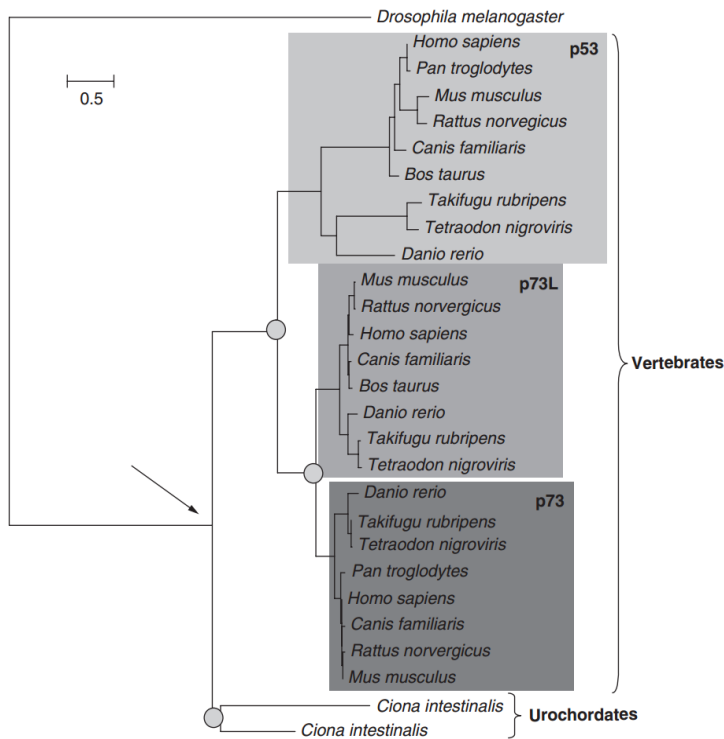 Drosophila melanogaster
Homo sapiens
p53
Pan troglodytes
0.5
Mus musculus
Rattus norvegicus
Canis familiaris
Bos taurus
Takifugu rubripens
Tetraodon nigroviris
Danio rerio
Mus musculus
p73L
Rattus norvergicus
Homo sapiens
Canis familiaris
Vertebrates
Bos taurus
Danio rerio
Takifugu rubripens
Tetraodon nigroviris
Danio rerio
p73
Takifugu rubripens
Tetraodon nigroviris
Pan troglodytes
Homo sapiens
Canis familiaris
Rattus norvergicus
Mus musculus
Ciona intestinalis
Urochordates
Ciona intestinalis